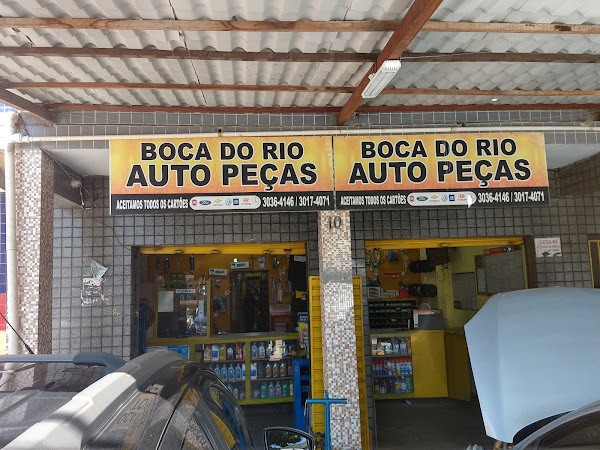 BOCA DO RIO
AUTO PEÇAS
ACEITAMOS TODOS OS CARTÕES
3036-4146 / 3017-4071
BOCA DO RIO
AUTO PEÇAS
ACEITAMOS TODOS OS CARTÕES
3036-4146 / 3017-4071
10